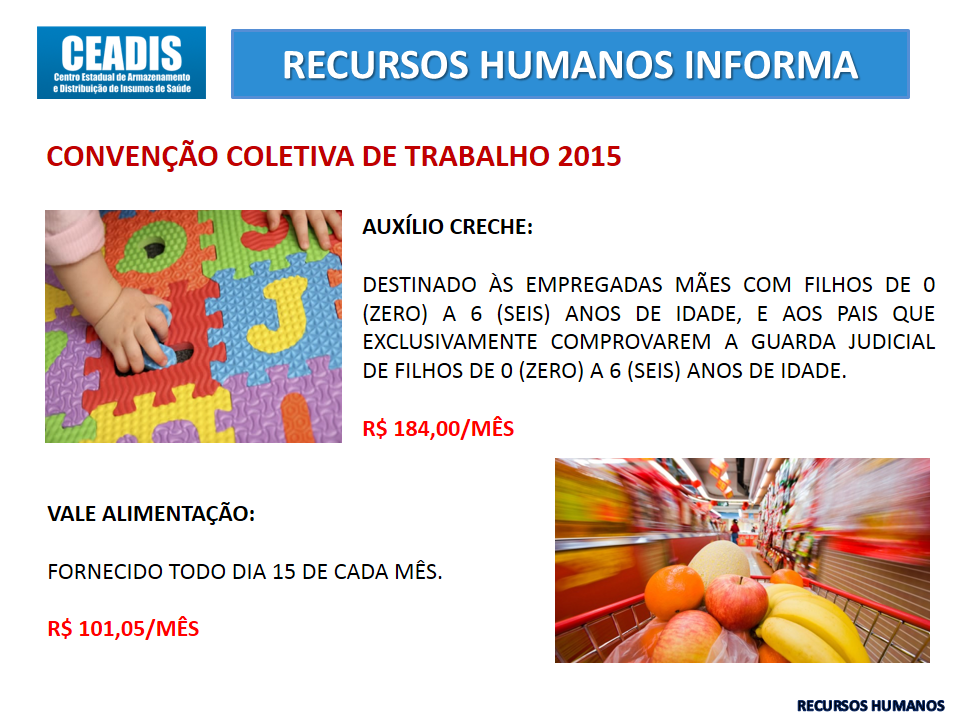 CEADIS
Centro Estadual de Armazenamento
e Distribuição de Insumos de Saúde
RECURSOS HUMANOS INFORMA
CONVENÇÃO COLETIVA DE TRABALHO 2015
AUXÍLIO CRECHE:
DESTINADO ÀS EMPREGADAS MÃES COM FILHOS DE 0
(ZERO) A 6 (SEIS) ANOS DE IDADE, E AOS PAIS QUE
EXCLUSIVAMENTE COMPROVAREM A GUARDA JUDICIAL
DE FILHOS DE 0 (ZERO) A 6 (SEIS) ANOS DE IDADE.
R$ 184,00/MÊS
VALE ALIMENTAÇÃO:
FORNECIDO TODO DIA 15 DE CADA MÊS.
R$ 101,05/MÊS
RECURSOS HUMANOS